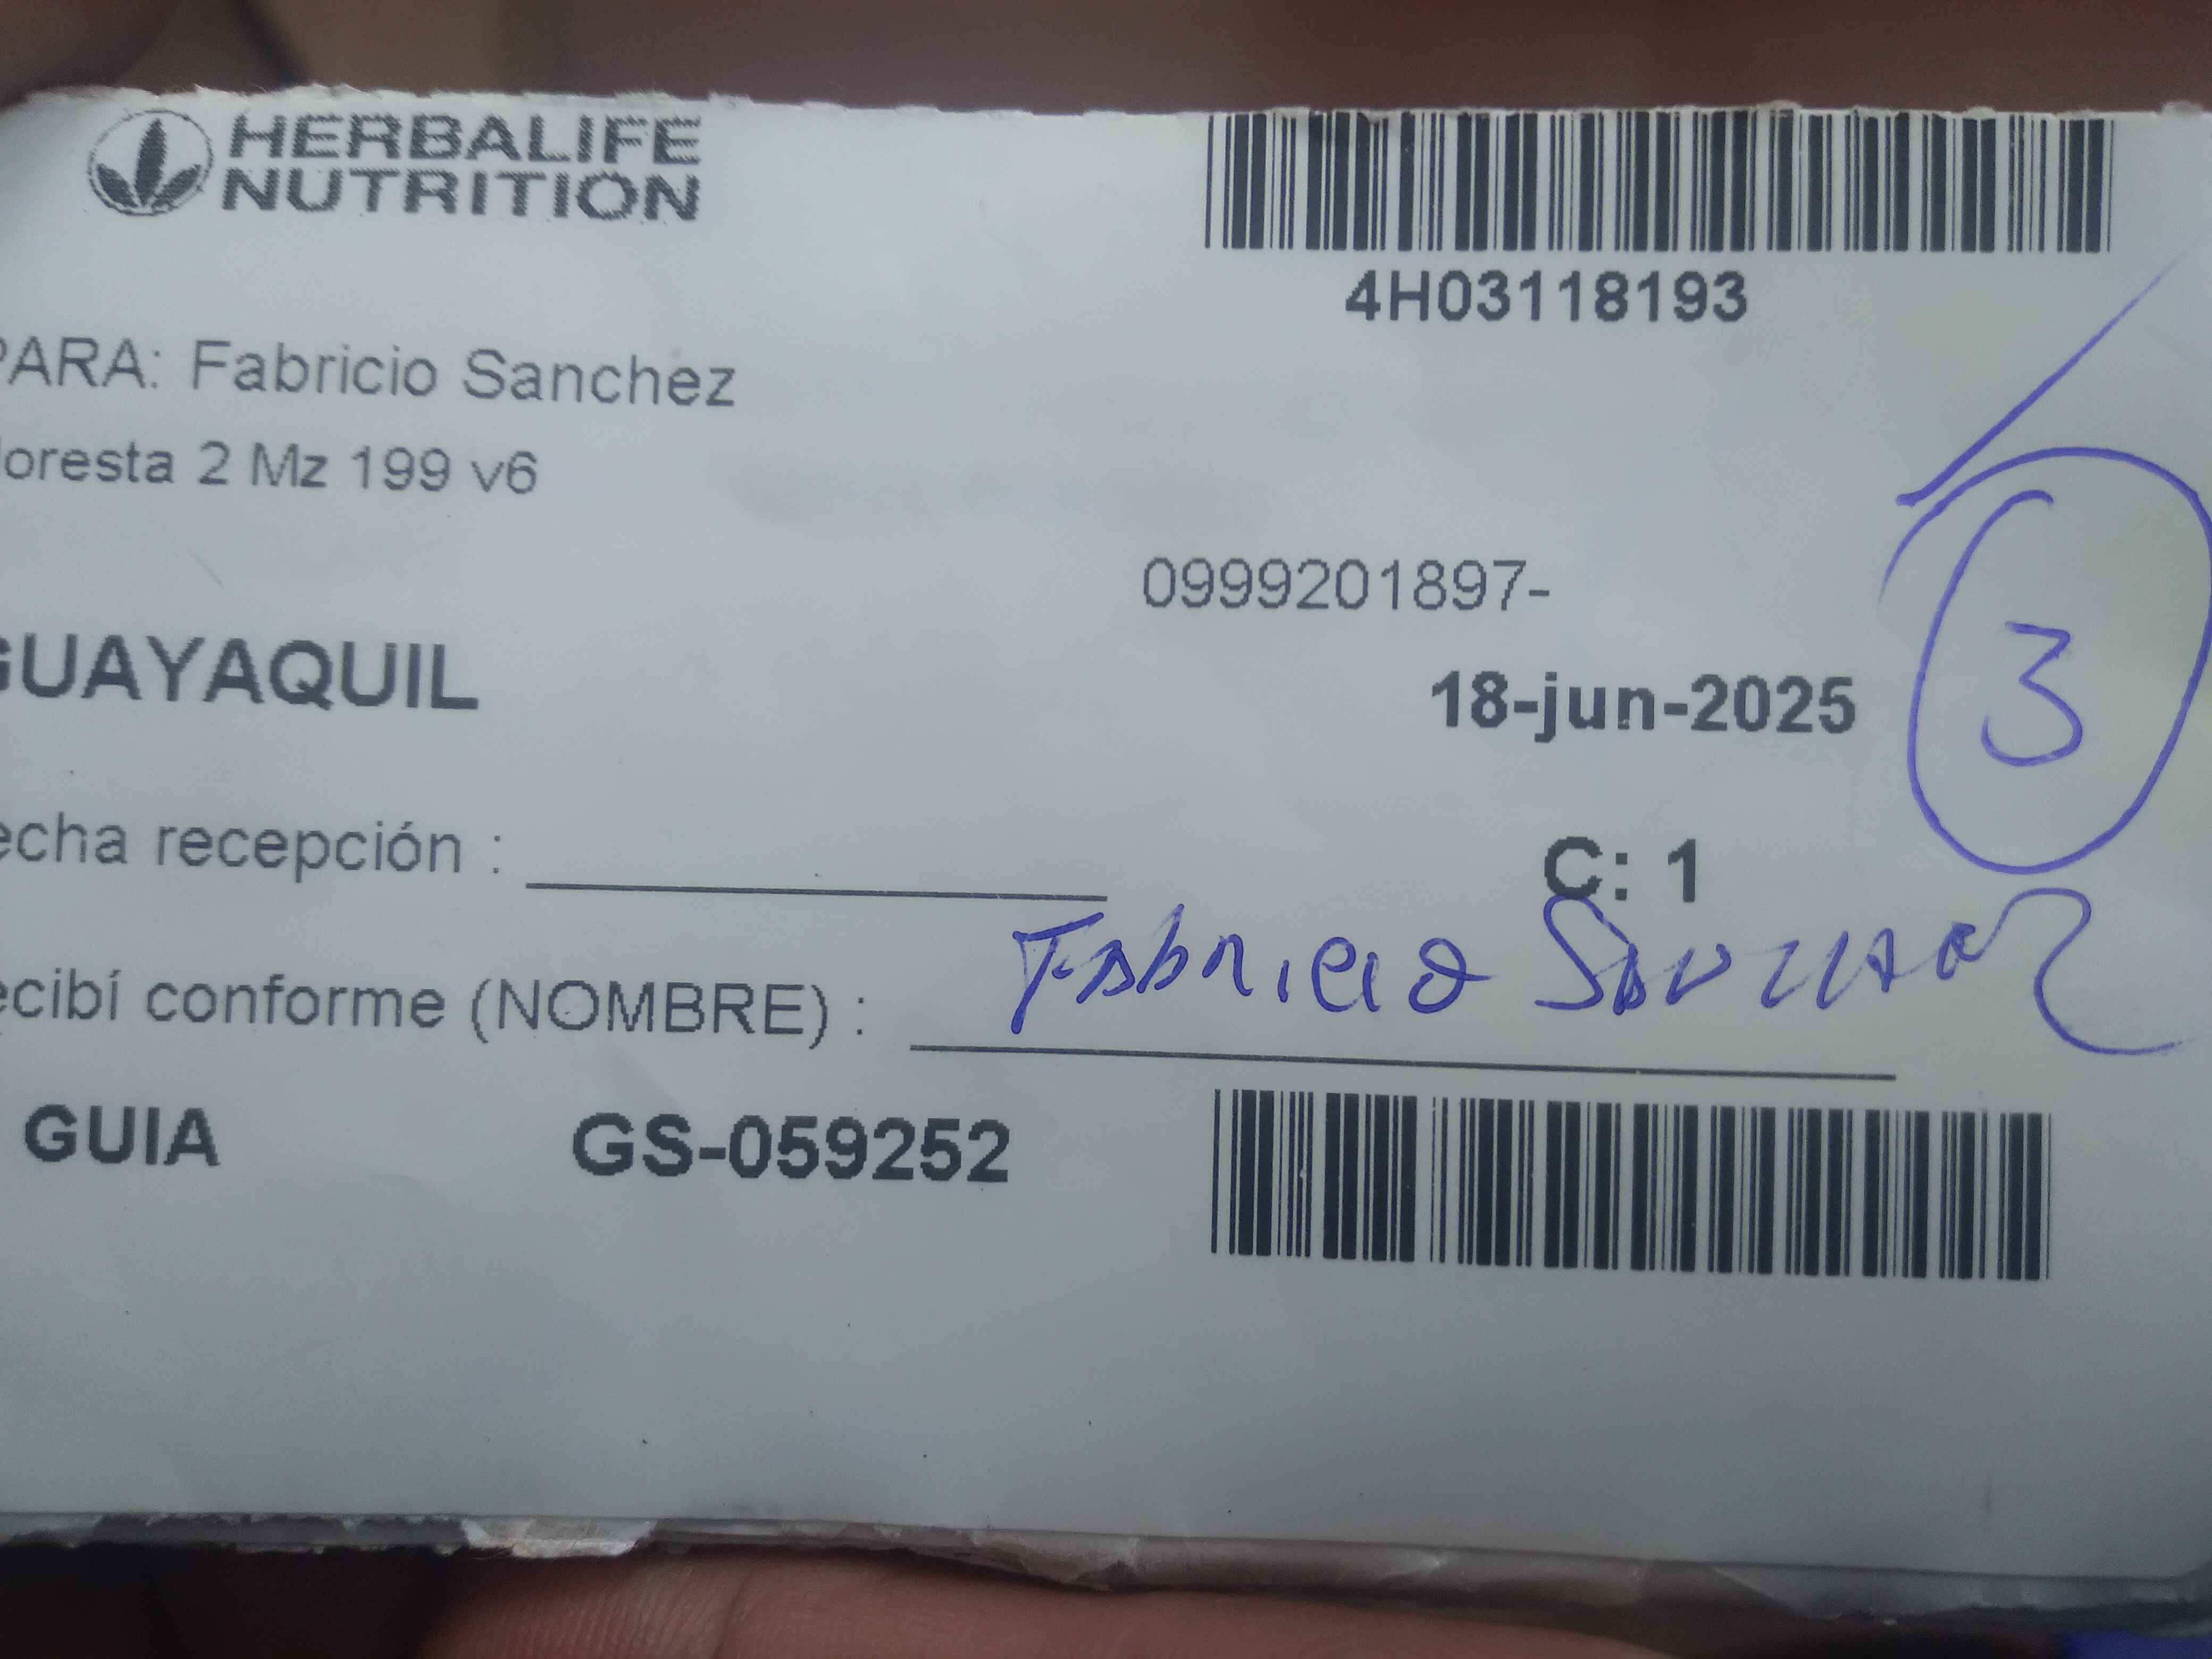 HERBALIFE
NUTRITION
4H03118193
PARA: Fabricio Sanchez
loresta 2 Mz 199 v6
0999201897-
GUAYAQUIL
18-jun-2025
3
echa recepción :
C: 1
ecibí conforme (NOMBRE) : Fabricio
GUIA GS-059252